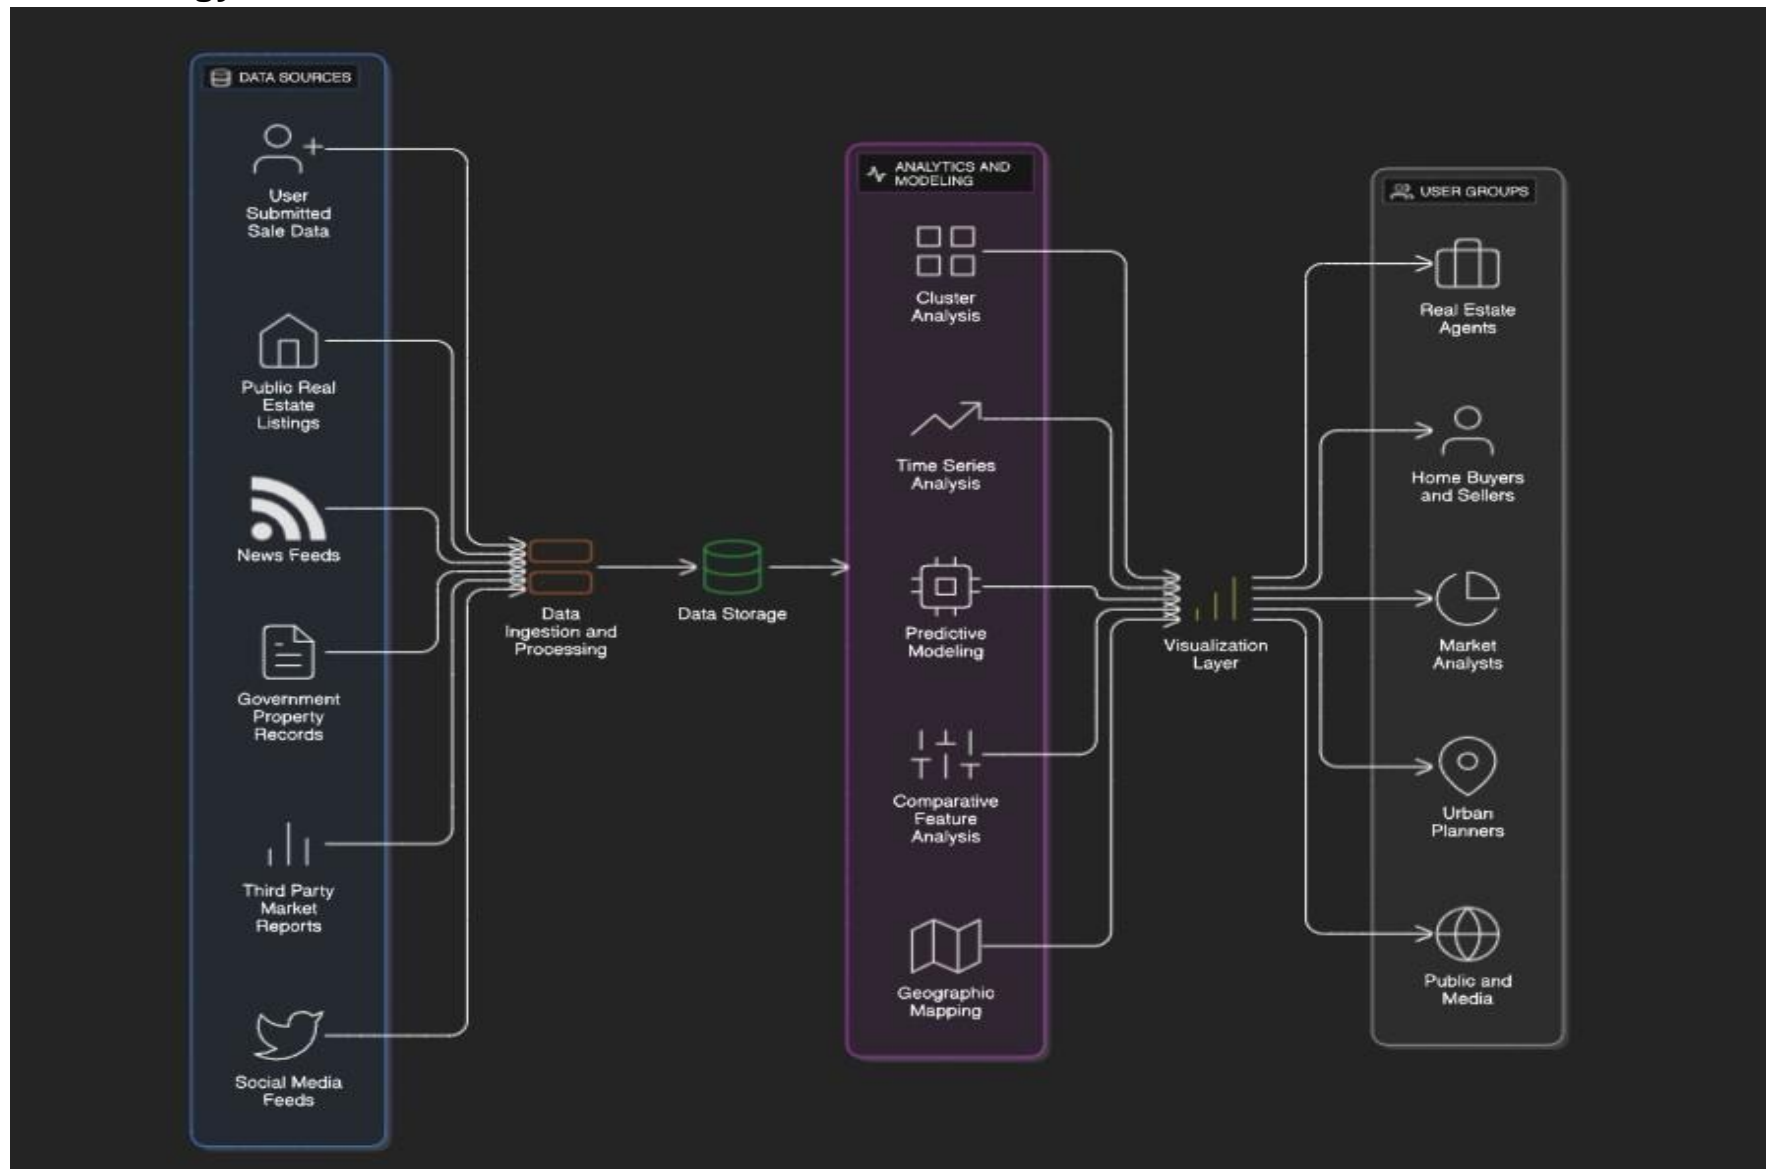 DATA SOURCES
User
Submitted
Sale Data
Public Real
Estate
Listings
News Feeds
Government
Property
Records
Third Party
Market
Reports
Social Media
Feeds
Data
Ingestion and
Processing
Data Storage
ANALYTICS AND
MODELING
Cluster
Analysis
Time Series
Analysis
Predictive
Modeling
Comparative
Feature
Analysis
Geographic
Mapping
Visualization
Layer
USER GROUPS
Real Estate
Agents
Home Buyers
and Sellers
Market
Analysts
Urban
Planners
Public and
Media